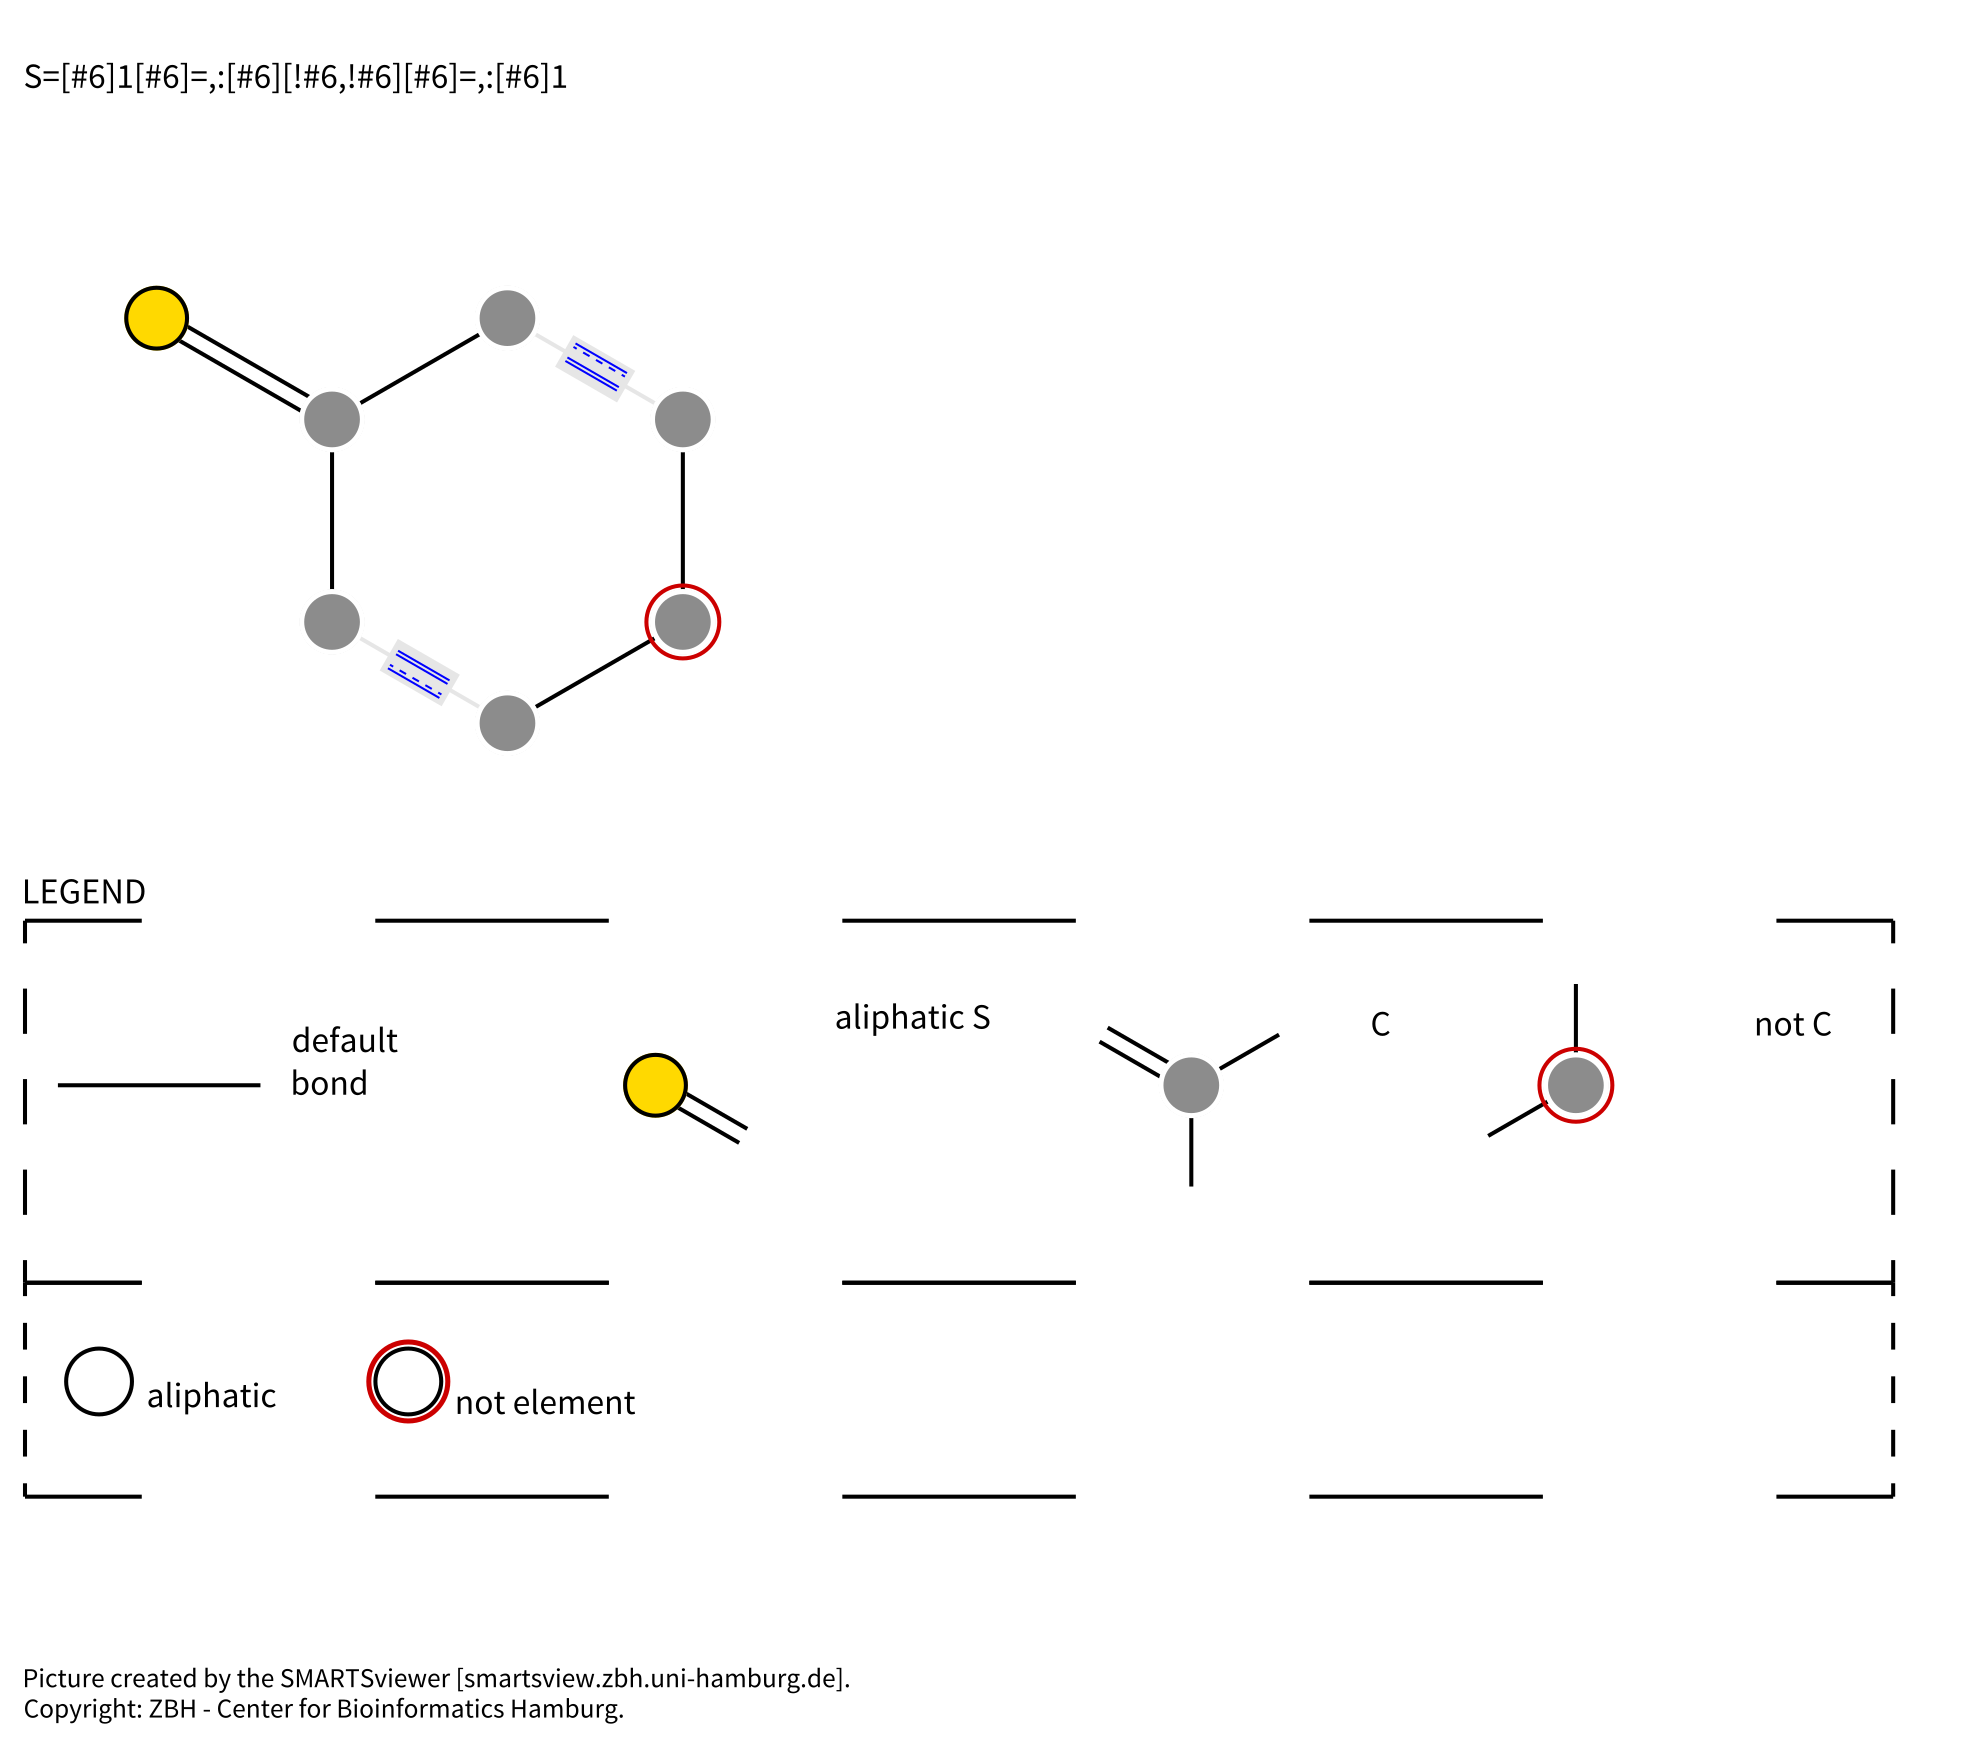 S=[#6]1[#6]=,:[#6][!#6,!#6][#6]=,:[#6]1
LEGEND
default
bond
aliphatic S
C
not C
aliphatic
not element
Picture created by the SMARTSviewer [smartsview.zbh.uni-hamburg.de].
Copyright: ZBH - Center for Bioinformatics Hamburg.